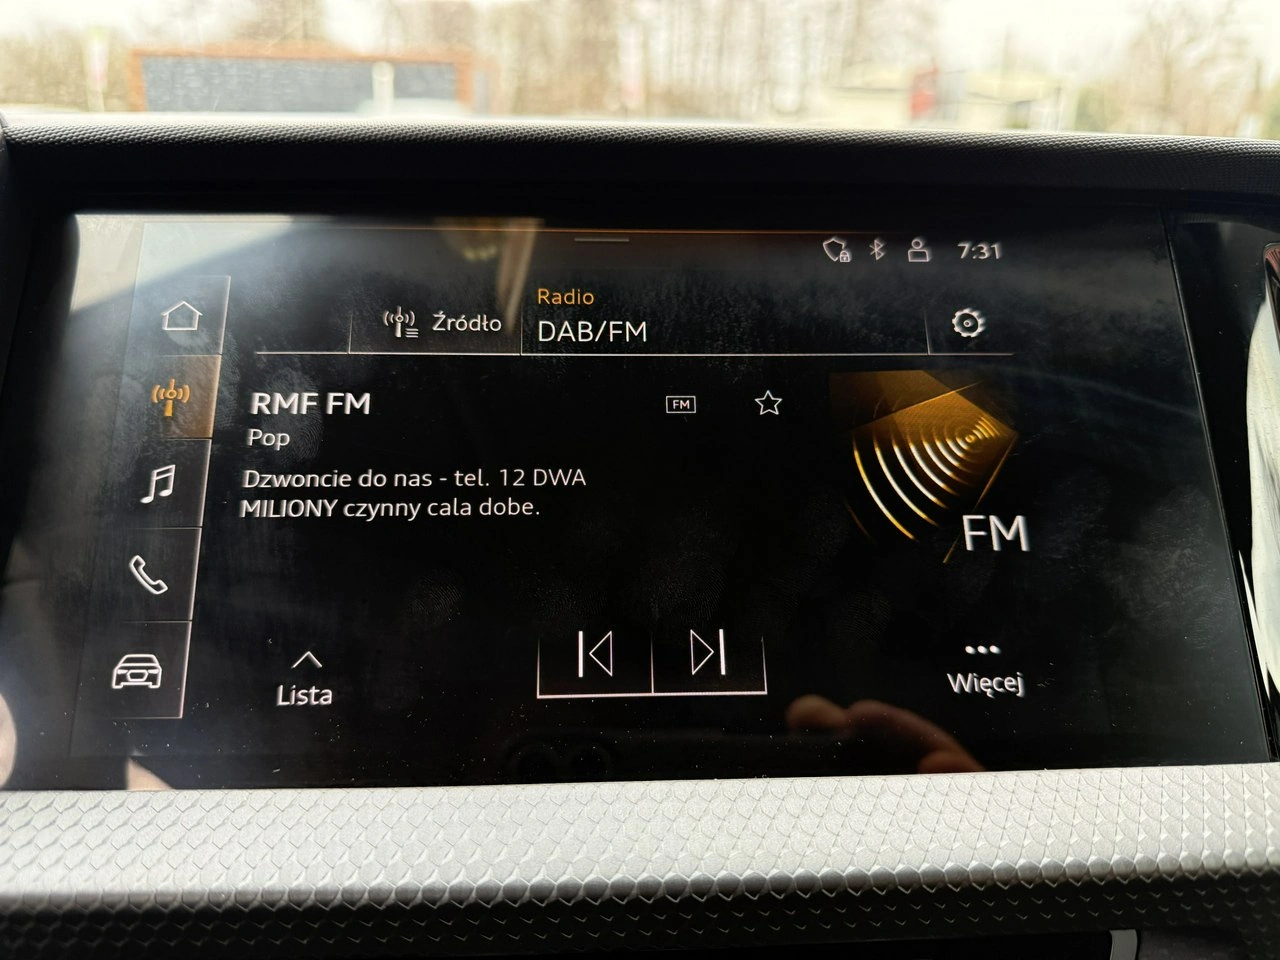 7:31
Źródło
Radio
DAB/FM
RMF FM
FM
Pop
Dzwoncie do nas - tel. 12 DWA
MILIONY czynny cala dobe.
FM
Lista
Więcej